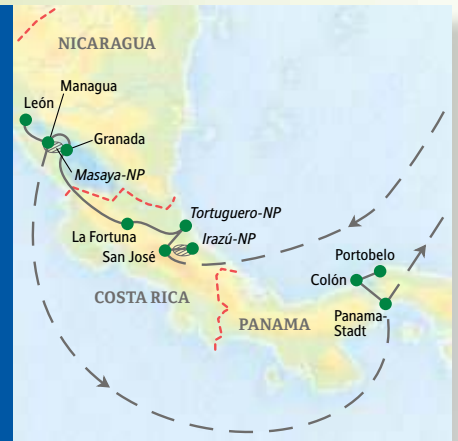 NICARAGUA
Managua
León
Granada
Masaya-NP
Tortuguero-NP
La Fortuna
Irazú-NP
San José
Portobelo
Colón
COSTA RICA
PANAMA
Panama-
Stadt